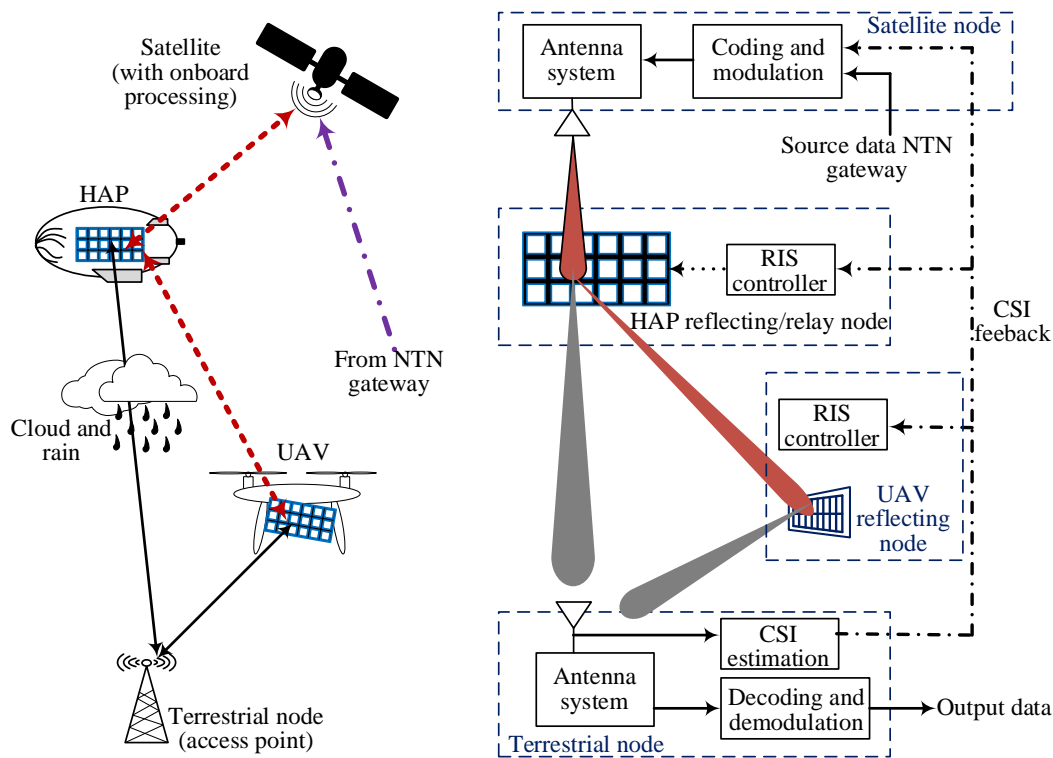 Satellite
(with onboard
processing)
HAP
From NTN
gateway
Cloud and
rain
UAV
Terrestrial node
(access point)
Satellite node
Antenna
system
Coding and
modulation
Source data NTN
gateway
RIS
controller
HAP reflecting/relay node
CSI
feeback
RIS
controller
UAV
reflecting
node
CSI
estimation
Antenna
system
Decoding and
demodulation
Output data
Terrestrial node